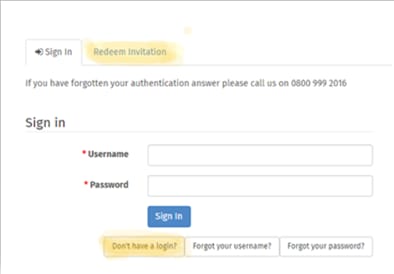 Sign In Redeem Invitation
If you have forgotten your authentication answer please call us on 0800 999 2016
Sign in
* Username
* Password
Sign In
Don't have a login? Forgot your username? Forgot your password?